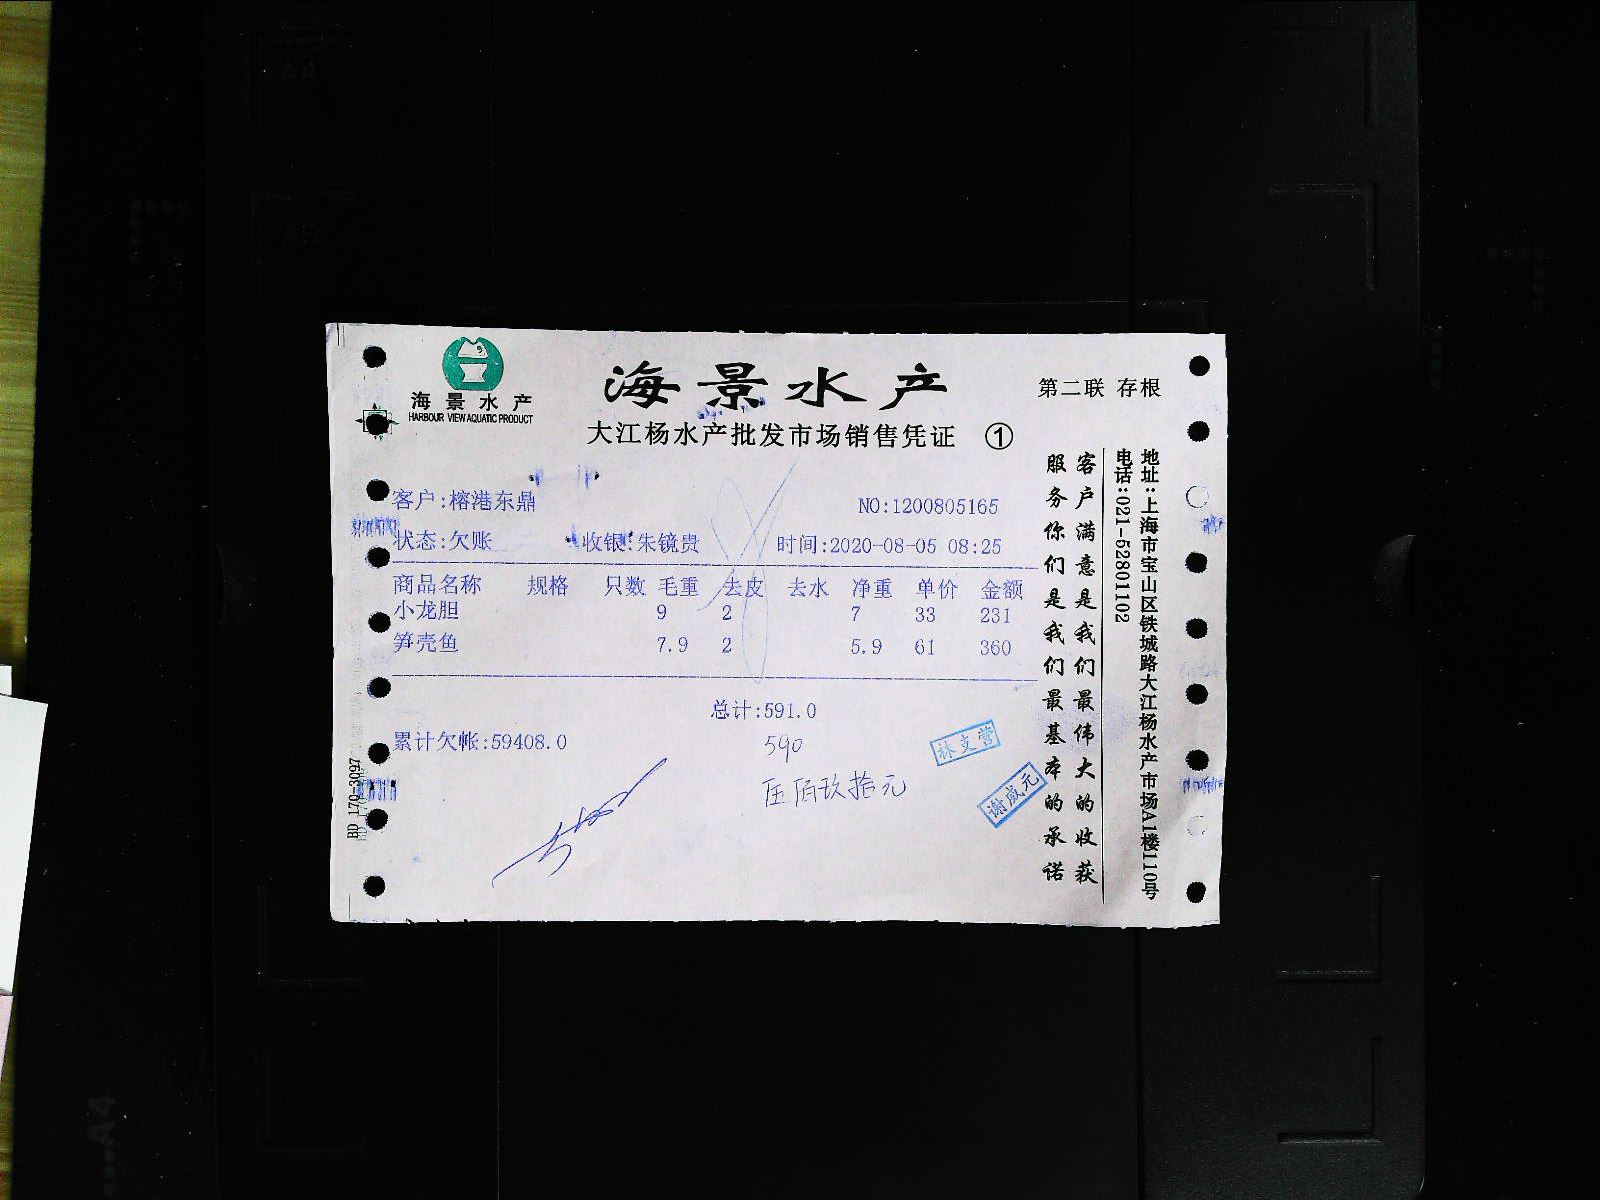 海景水产
HARBOUR VIEW AQUATIC PRODUCT
海景水产
第二联 存根
大江杨水产批发市场销售凭证 ①
客户:榕港东鼎
NO:1200805165
状态:欠账 收银:朱镜贵 时间:2020-08-05 08:25
商品名称 规格 只数 毛重 去皮 去水 净重 单价 金额
小龙胆 9 2 7 33 231
笋壳鱼 7.9 2 5.9 61 360
总计:591.0
累计欠帐:59408.0
590
伍佰玖拾元
林支营
谢咸元
客户满意是我们最伟大的收获
服务你们是我们最基本的承诺
地址:上海市宝山区铁城路大江杨水产市场A1楼110号
电话:021-52801102
BD 170-3097
A4
A5
A4